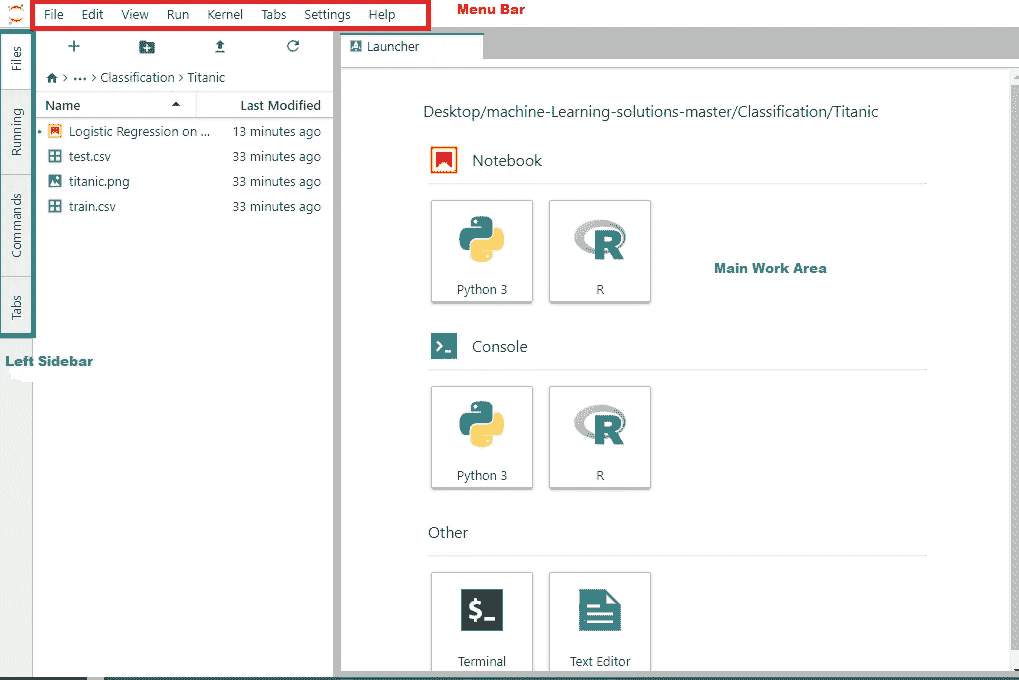 File Edit View Run Kernel Tabs Settings Help
Menu Bar
Files
Running
Commands
Tabs
Left Sidebar
Classification > Titanic
Name Last Modified
Logistic Regression on ... 13 minutes ago
test.csv 33 minutes ago
titanic.png 33 minutes ago
train.csv 33 minutes ago
Launcher
Desktop/machine-Learning-solutions-master/Classification/Titanic
Notebook
Python 3 R
Main Work Area
Console
Python 3 R
Other
$_
Terminal Text Editor